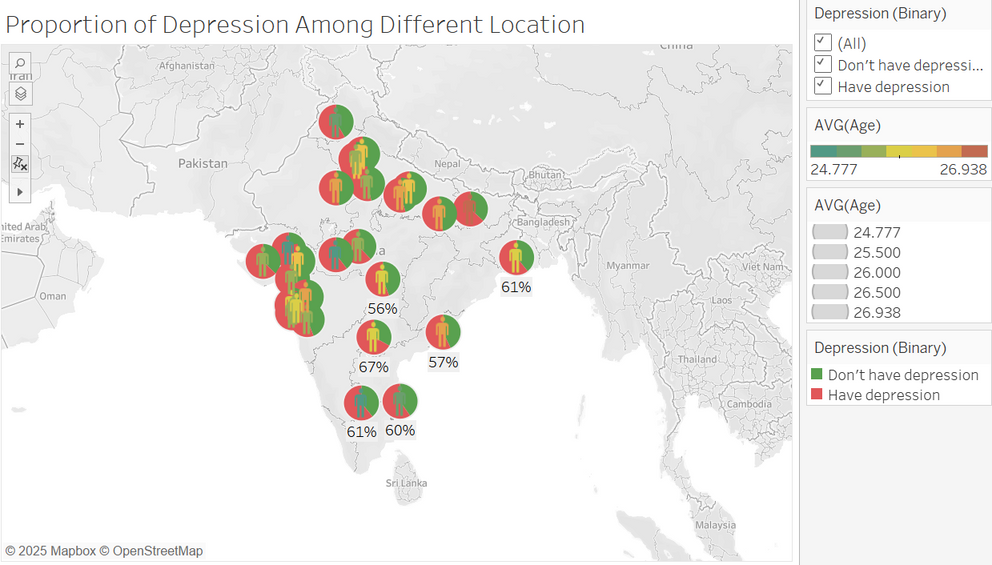 Proportion of Depression Among Different Location
China
Afghanistan
Iran
Pakistan
Nepal
Bhutan
Bangladesh
United Arab
Emirates
Oman
Myanmar
Viet Nam
Laos
Thailand
Cambodia
Sri Lanka
Malaysia
61%
56%
67%
57%
61%
60%
© 2025 Mapbox © OpenStreetMap
Depression (Binary)
(All)
Don't have depressi...
Have depression
AVG(Age)
24.777 26.938
AVG(Age)
24.777
25.500
26.000
26.500
26.938
Depression (Binary)
Don't have depression
Have depression